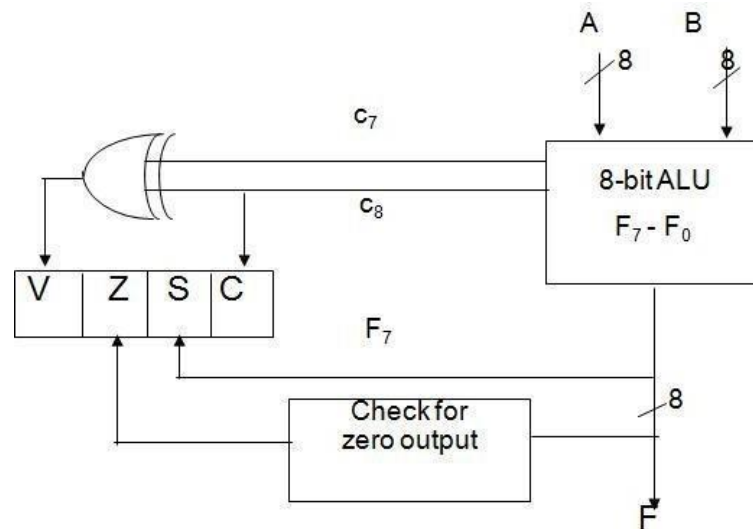 A B
8 8
c₇
8-bit ALU
c₈
F₇ - F₀
V Z S C
F₇
8
Check for
zero output
F